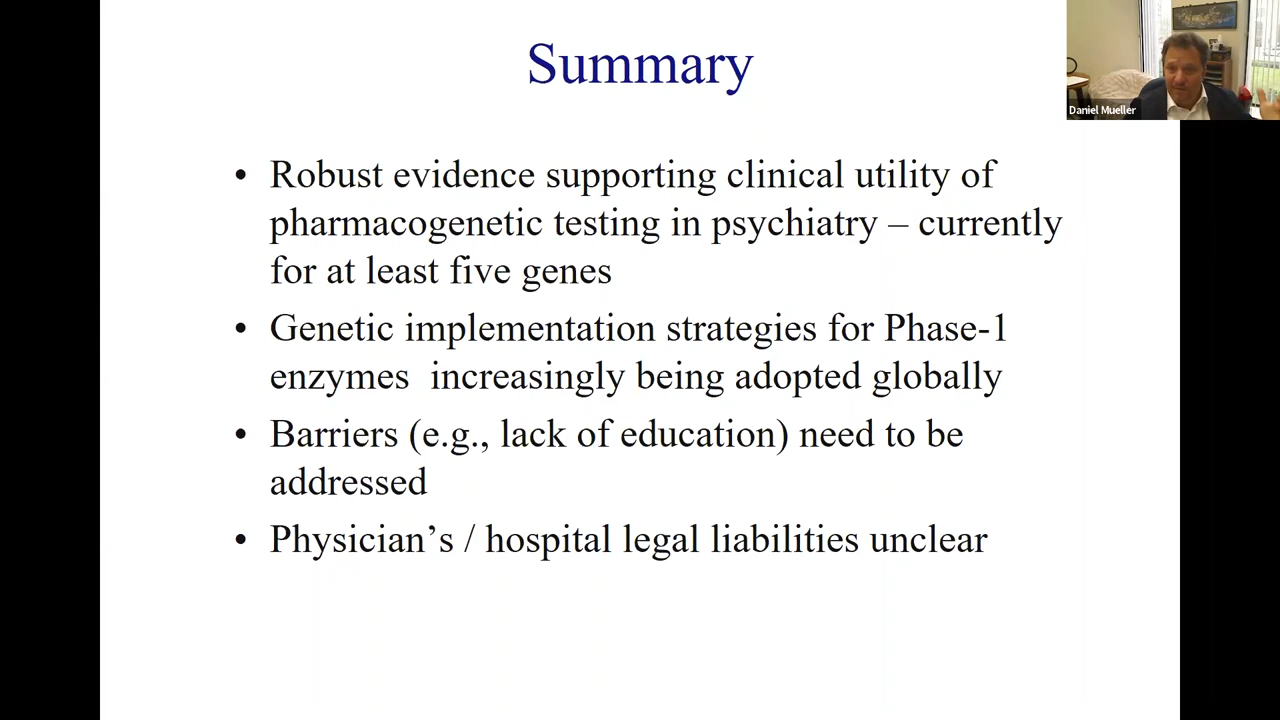 Summary
Daniel Mueller
• Robust evidence supporting clinical utility of
pharmacogenetic testing in psychiatry – currently
for at least five genes
• Genetic implementation strategies for Phase-1
enzymes  increasingly being adopted globally
• Barriers (e.g., lack of education) need to be
addressed
• Physician’s / hospital legal liabilities unclear